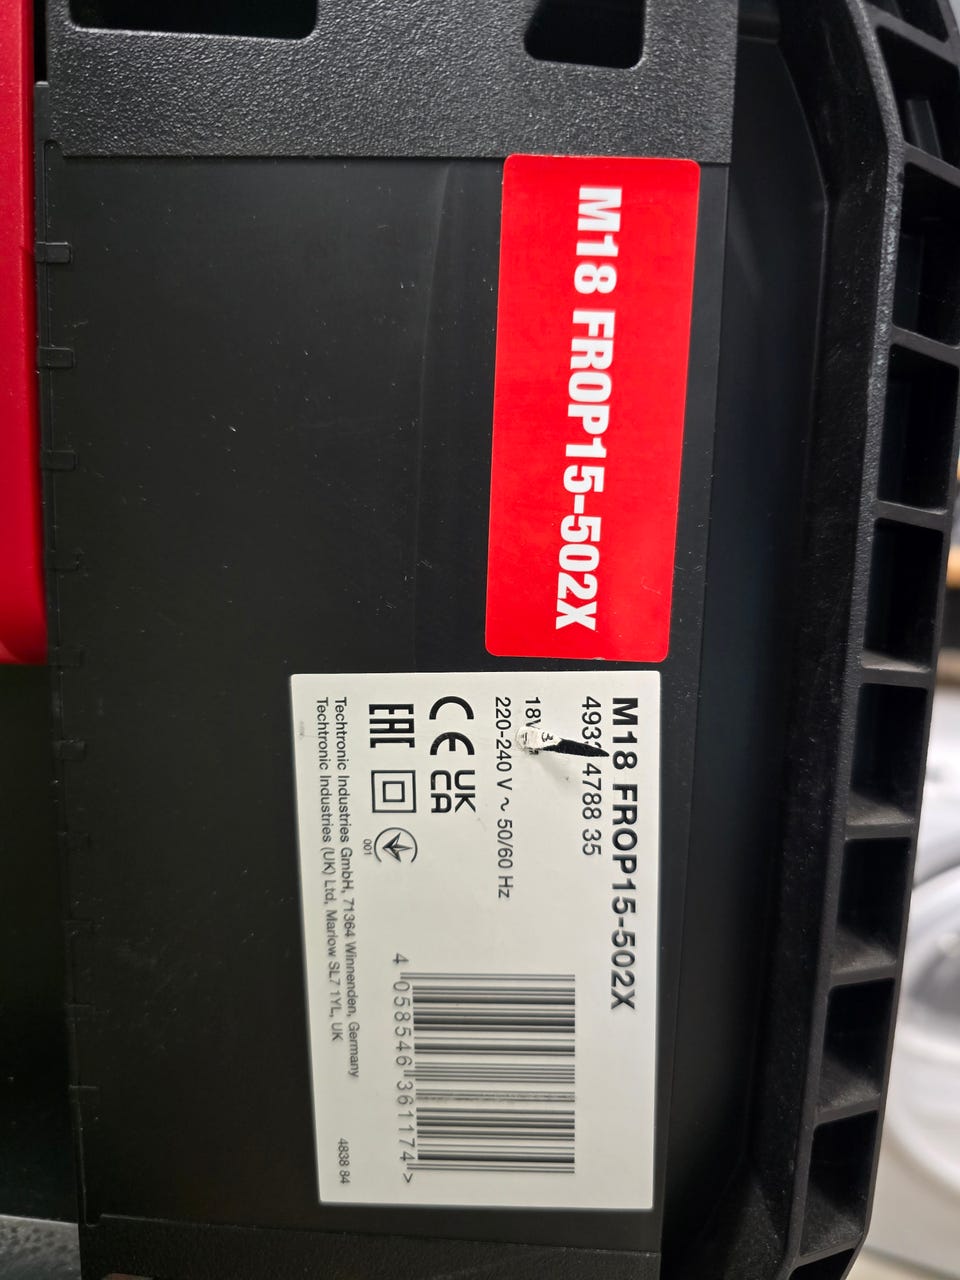 M18 FROP15-502X
M18 FROP15-502X
4788 35
220-240 V ~ 50/60 Hz
CE UK
CA
EAC
001
Techtronic Industries GmbH, 71364 Winnenden, Germany
Techtronic Industries (UK) Ltd, Marlow SL7 1YL, UK
4838 84
4 058546 361174 >